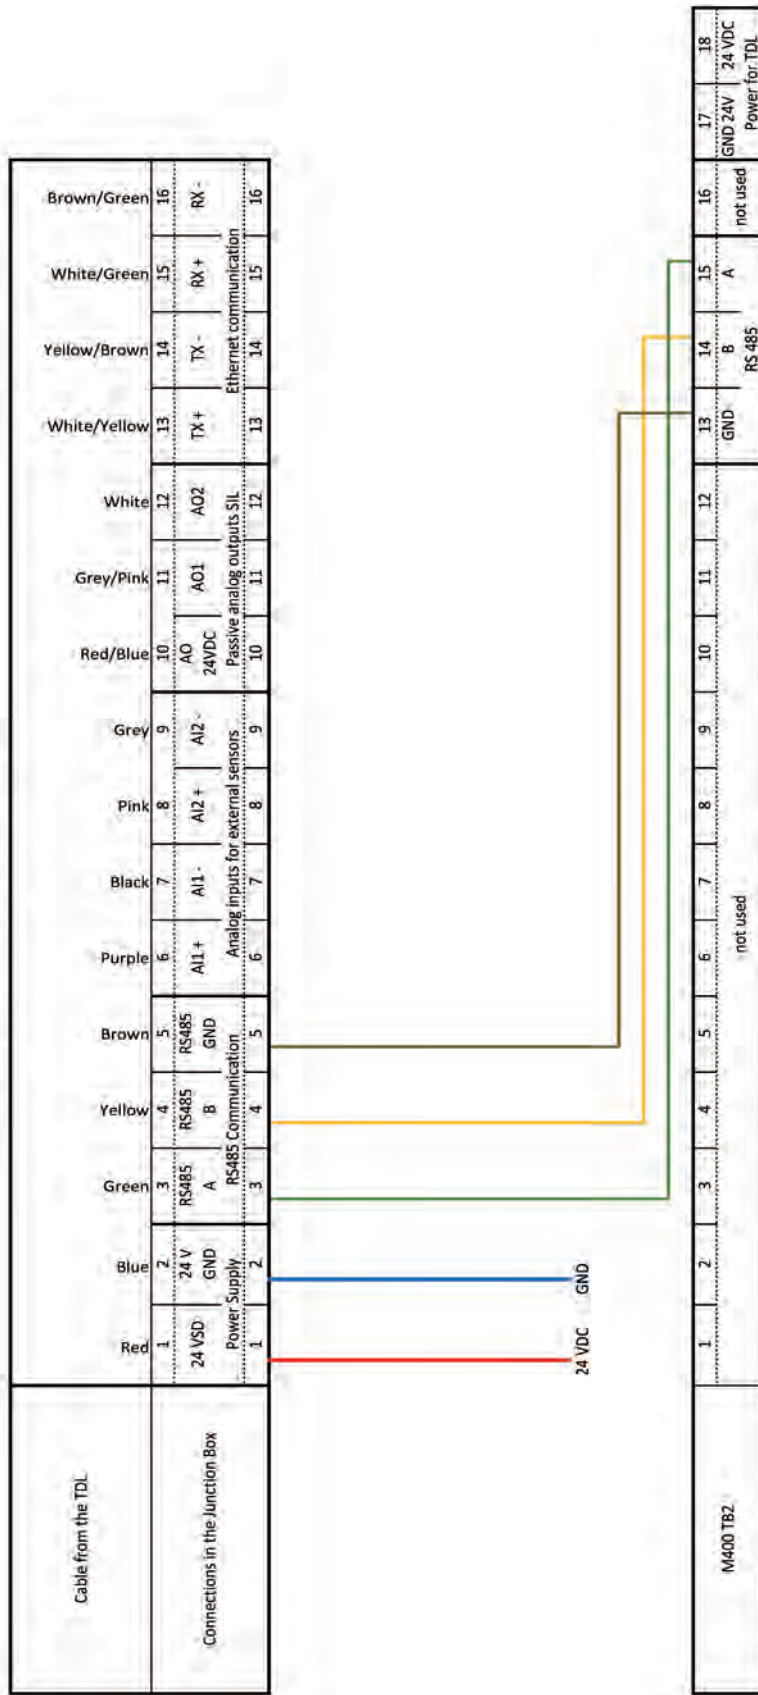 Cable from the TDL
Red Blue Green Yellow Brown Purple Black Pink Grey Red/Blue Grey/Pink White White/Yellow Yellow/Brown White/Green Brown/Green
Connections in the Junction Box
1 2 3 4 5 6 7 8 9 10 11 12 13 14 15 16
24 VSD
24 V
GND
RS485
A
RS485
B
RS485
GND
AI1 +
AI1 -
AI2 +
AI2 -
AO
24VDC
AO1
AO2
TX +
TX -
RX +
RX -
Power Supply
RS485 Communication
Analog inputs for external sensors
Passive analog outputs SIL
Ethernet communication
1 2 3 4 5 6 7 8 9 10 11 12 13 14 15 16
24 VDC
GND
M400 TB2
1 2 3 4 5 6 7 8 9 10 11 12 13 14 15 16 17 18
GND
B
A
GND 24V
24 VDC
not used
RS 485
not used
Power for TDL